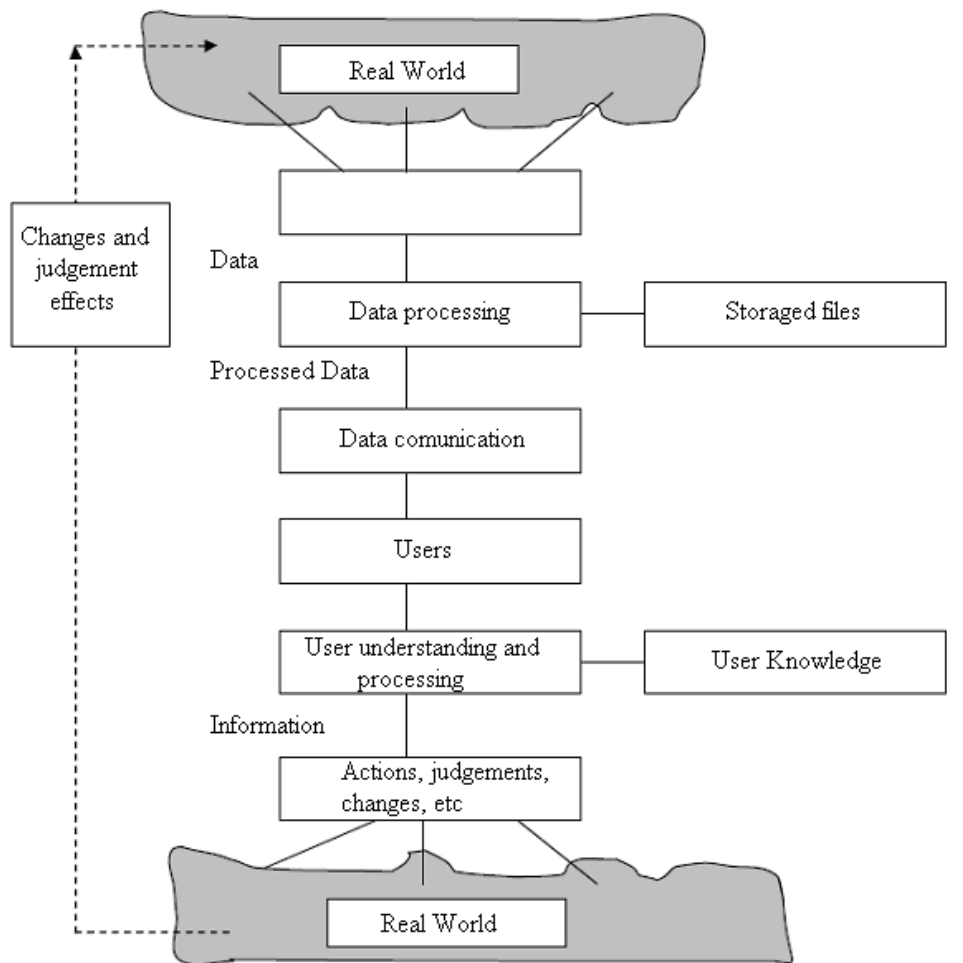 Real World
Changes and
judgement
effects
Data
Data processing
Storaged files
Processed Data
Data comunication
Users
User understanding and
processing
User Knowledge
Information
Actions, judgements,
changes, etc
Real World